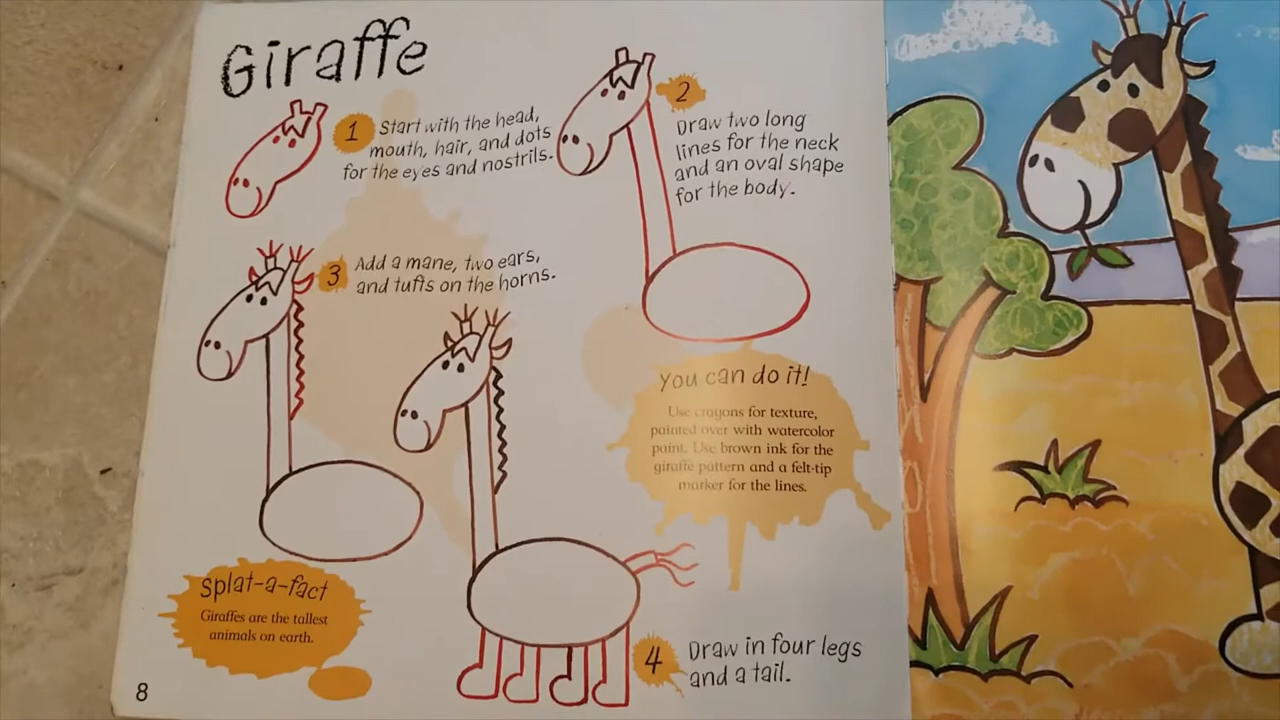 Giraffe
1 Start with the head,
mouth, hair, and dots
for the eyes and nostrils.
2
Draw two long
lines for the neck
and an oval shape
for the body.
3 Add a mane, two ears,
and tufts on the horns.
you can do it!
Use crayons for texture,
painted over with watercolor
paint. Use brown ink for the
giraffe pattern and a felt-tip
marker for the lines.
splat-a-fact
Giraffes are the tallest
animals on earth.
4 Draw in four legs
and a tail.
8